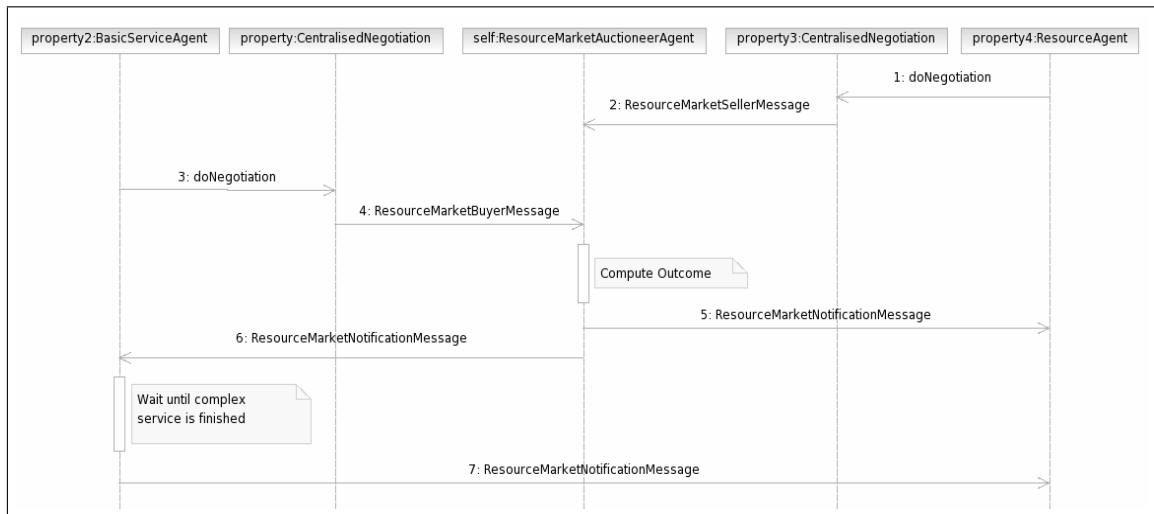 property2:BasicServiceAgent
property:CentralisedNegotiation
self:ResourceMarketAuctioneerAgent
property3:CentralisedNegotiation
property4:ResourceAgent
1: doNegotiation
2: ResourceMarketSellerMessage
3: doNegotiation
4: ResourceMarketBuyerMessage
Compute Outcome
5: ResourceMarketNotificationMessage
6: ResourceMarketNotificationMessage
Wait until complex
service is finished
7: ResourceMarketNotificationMessage